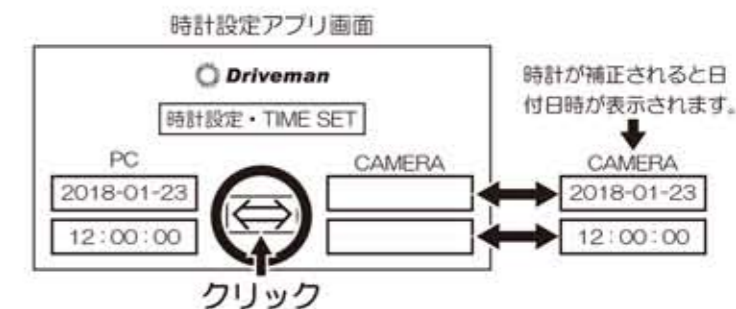 時計設定アプリ画面
Driveman
時計設定・TIME SET
PC
2018-01-23
12:00:00
CAMERA
クリック
時計が補正されると日
付日時が表示されます。
CAMERA
2018-01-23
12:00:00